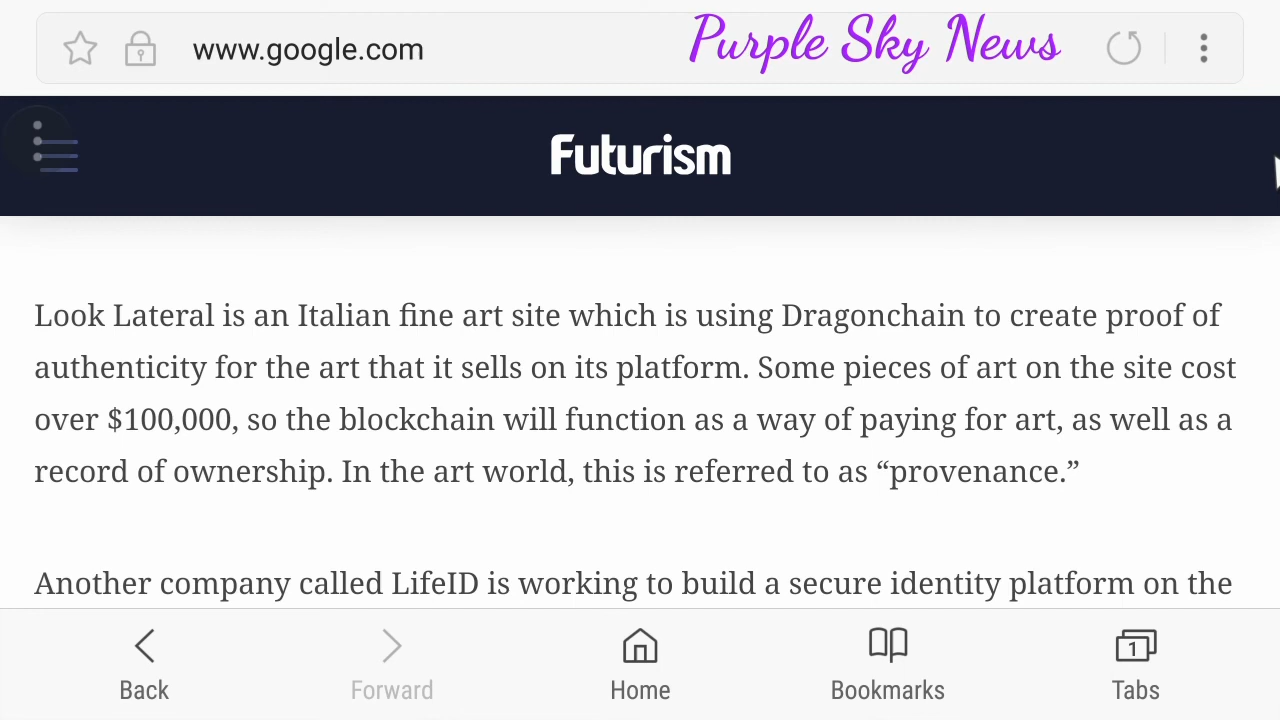 www.google.com
Purple Sky News
Futurism
Look Lateral is an Italian fine art site which is using Dragonchain to create proof of
authenticity for the art that it sells on its platform. Some pieces of art on the site cost
over $100,000, so the blockchain will function as a way of paying for art, as well as a
record of ownership. In the art world, this is referred to as “provenance.”
Another company called LifeID is working to build a secure identity platform on the
Back
Forward
Home
Bookmarks
1
Tabs